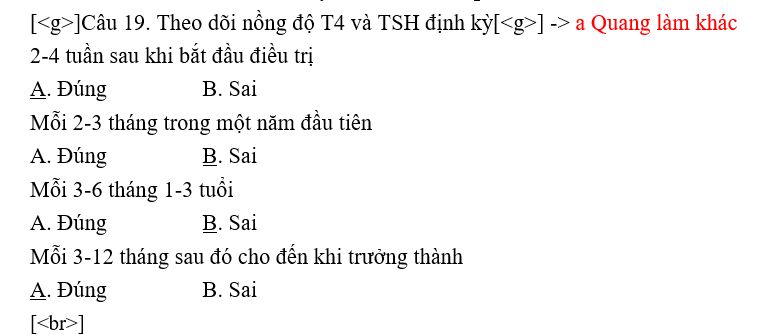 [<g>]Câu 19. Theo dõi nồng độ T4 và TSH định kỳ[<g>] -> a Quang làm khác
2-4 tuần sau khi bắt đầu điều trị
A. Đúng B. Sai
Mỗi 2-3 tháng trong một năm đầu tiên
A. Đúng B. Sai
Mỗi 3-6 tháng 1-3 tuổi
A. Đúng B. Sai
Mỗi 3-12 tháng sau đó cho đến khi trưởng thành
A. Đúng B. Sai
[<br>]